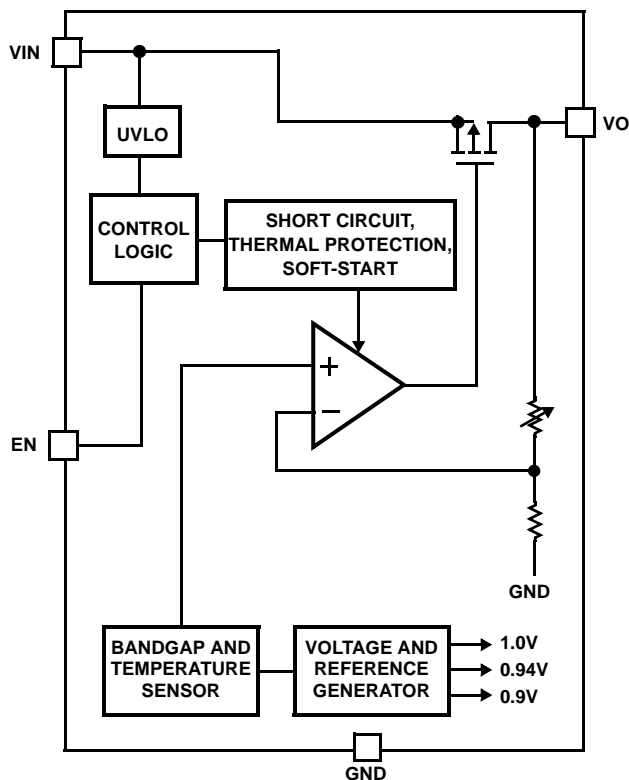 VIN
UVLO
VO
CONTROL
LOGIC
SHORT CIRCUIT,
THERMAL PROTECTION,
SOFT-START
+
−
EN
GND
BANDGAP AND
TEMPERATURE
SENSOR
VOLTAGE AND
REFERENCE
GENERATOR
1.0V
0.94V
0.9V
GND